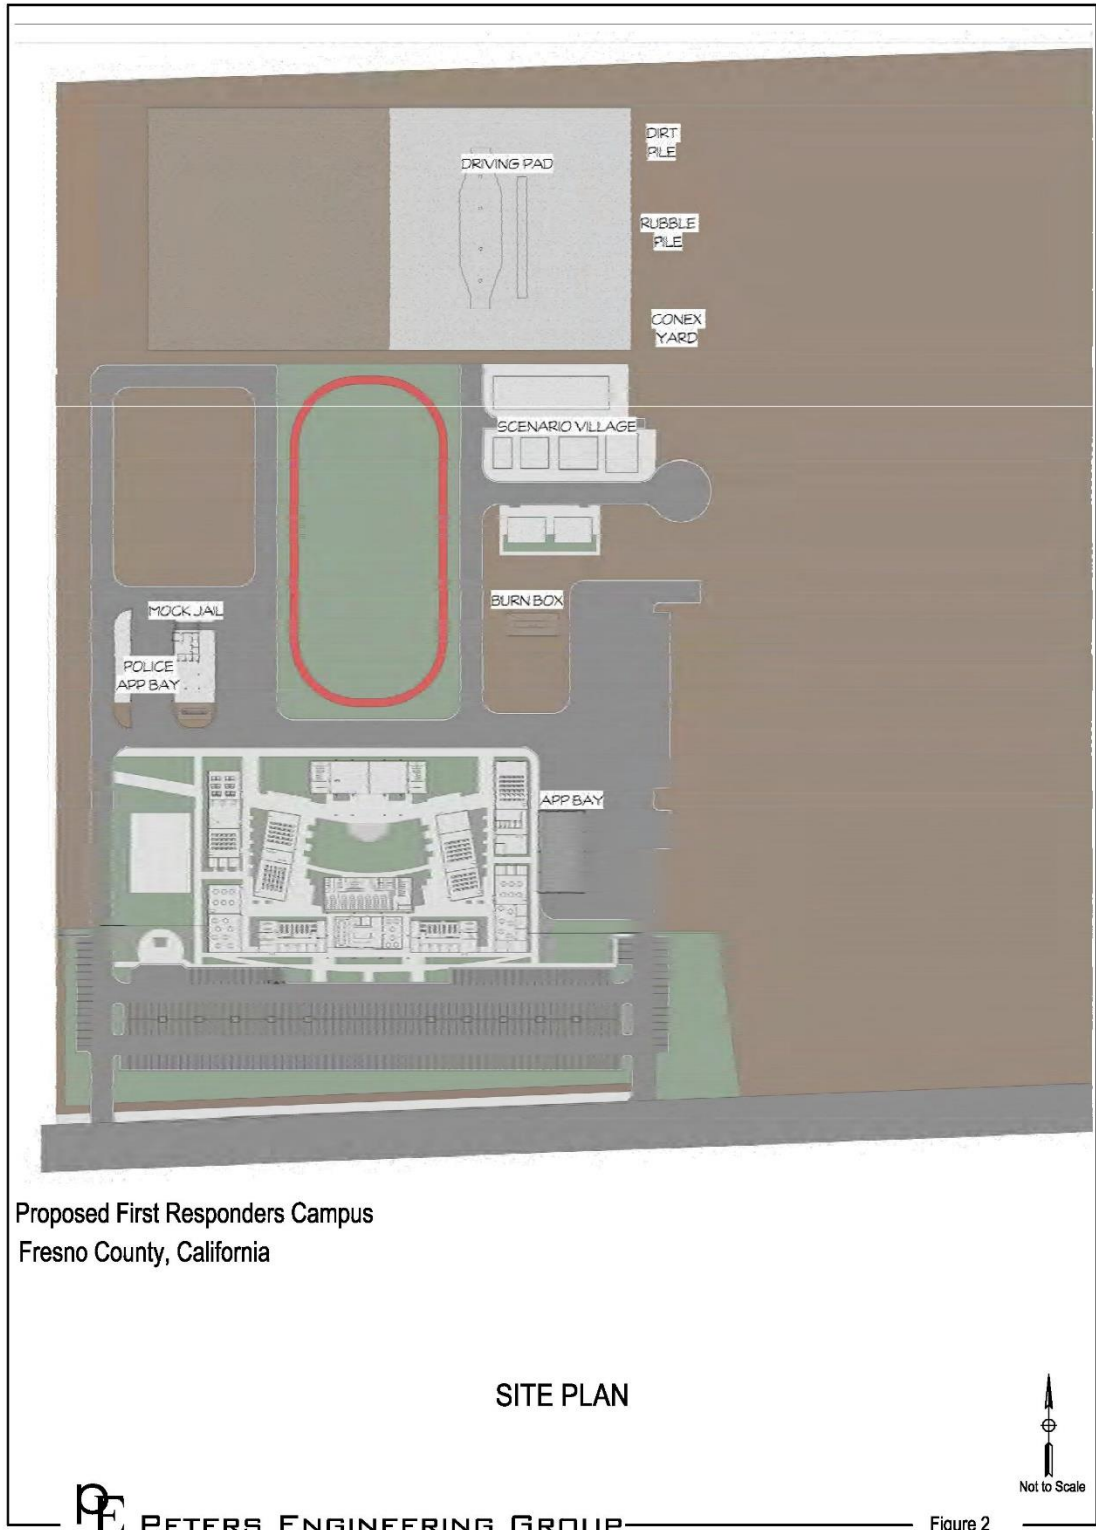 DIRT
PILE
DRIVING PAD
RUBBLE
PILE
CONEX
YARD
SCENARIO VILLAGE
BURN BOX
MOCK JAIL
POLICE
APP BAY
APP BAY
Proposed First Responders Campus
Fresno County, California
SITE PLAN
Not to Scale
PE PETERS ENGINEERING GROUP
Figure 2